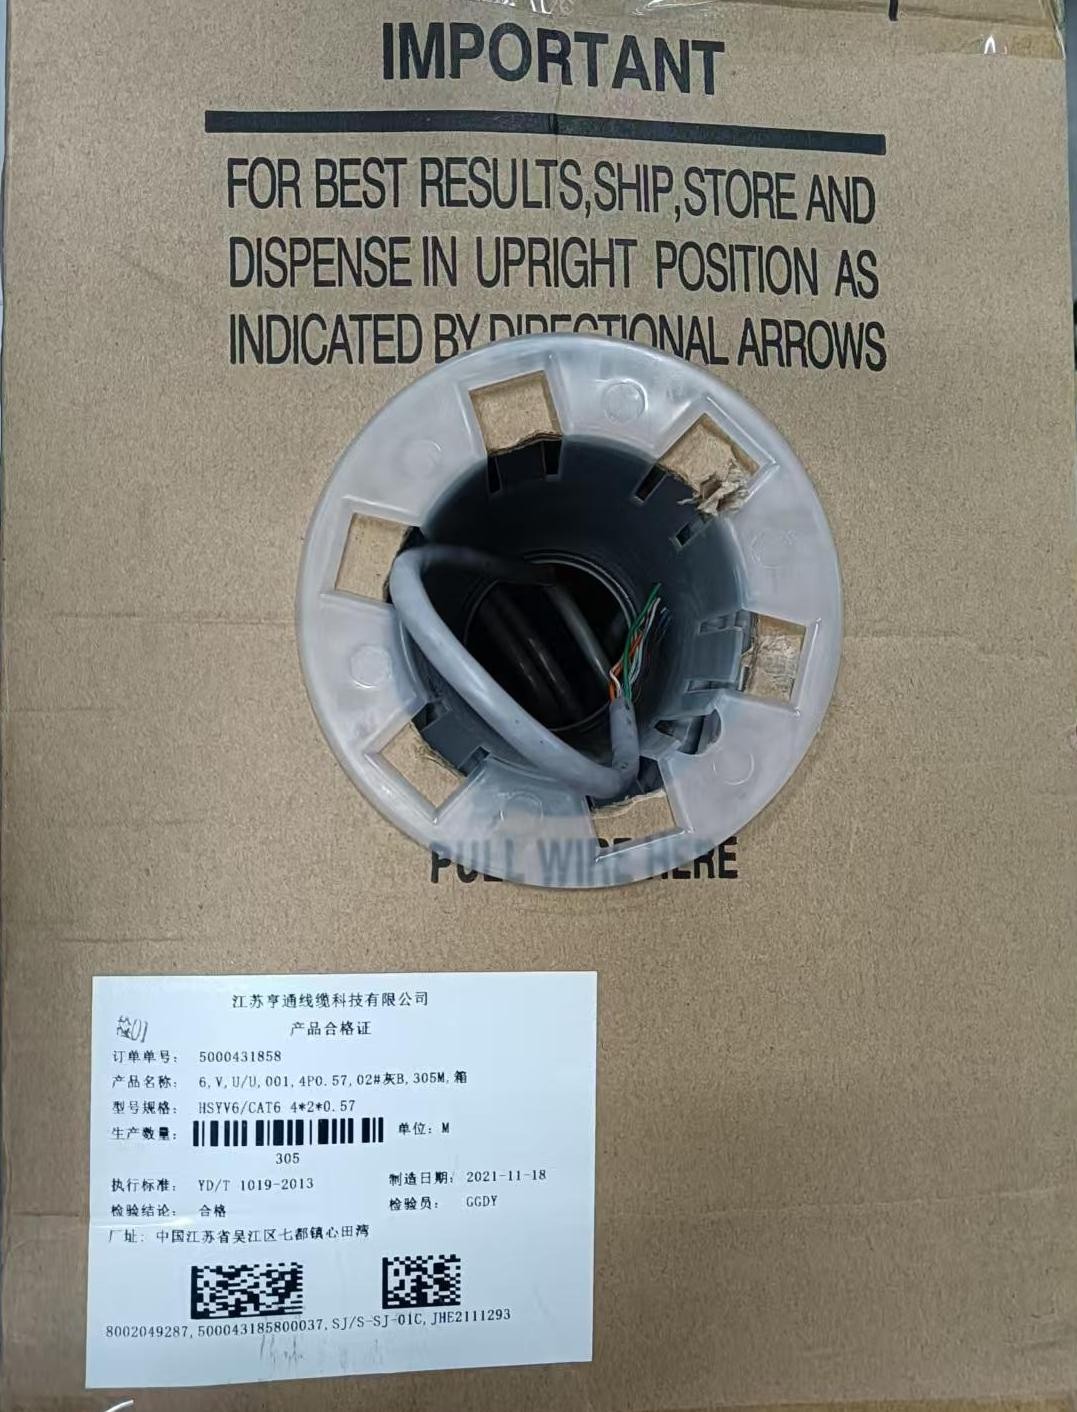 IMPORTANT
FOR BEST RESULTS,SHIP,STORE AND
DISPENSE IN UPRIGHT POSITION AS
INDICATED BY DIRECTIONAL ARROWS
PULL WIRE HERE
江苏亨通线缆科技有限公司
产品合格证
订单单号： 5000431858
产品名称： 6,V,U/U,001,4P0.57,02#灰B,305M,箱
型号规格： HSYV6/CAT6 4*2*0.57
生产数量： 单位：M
305
执行标准： YD/T 1019-2013 制造日期：2021-11-18
检验结论： 合格 检验员： GGDY
厂址：中国江苏省吴江区七都镇心田湾
8002049287,500043185800037,SJ/S-SJ-01C,JHE2111293